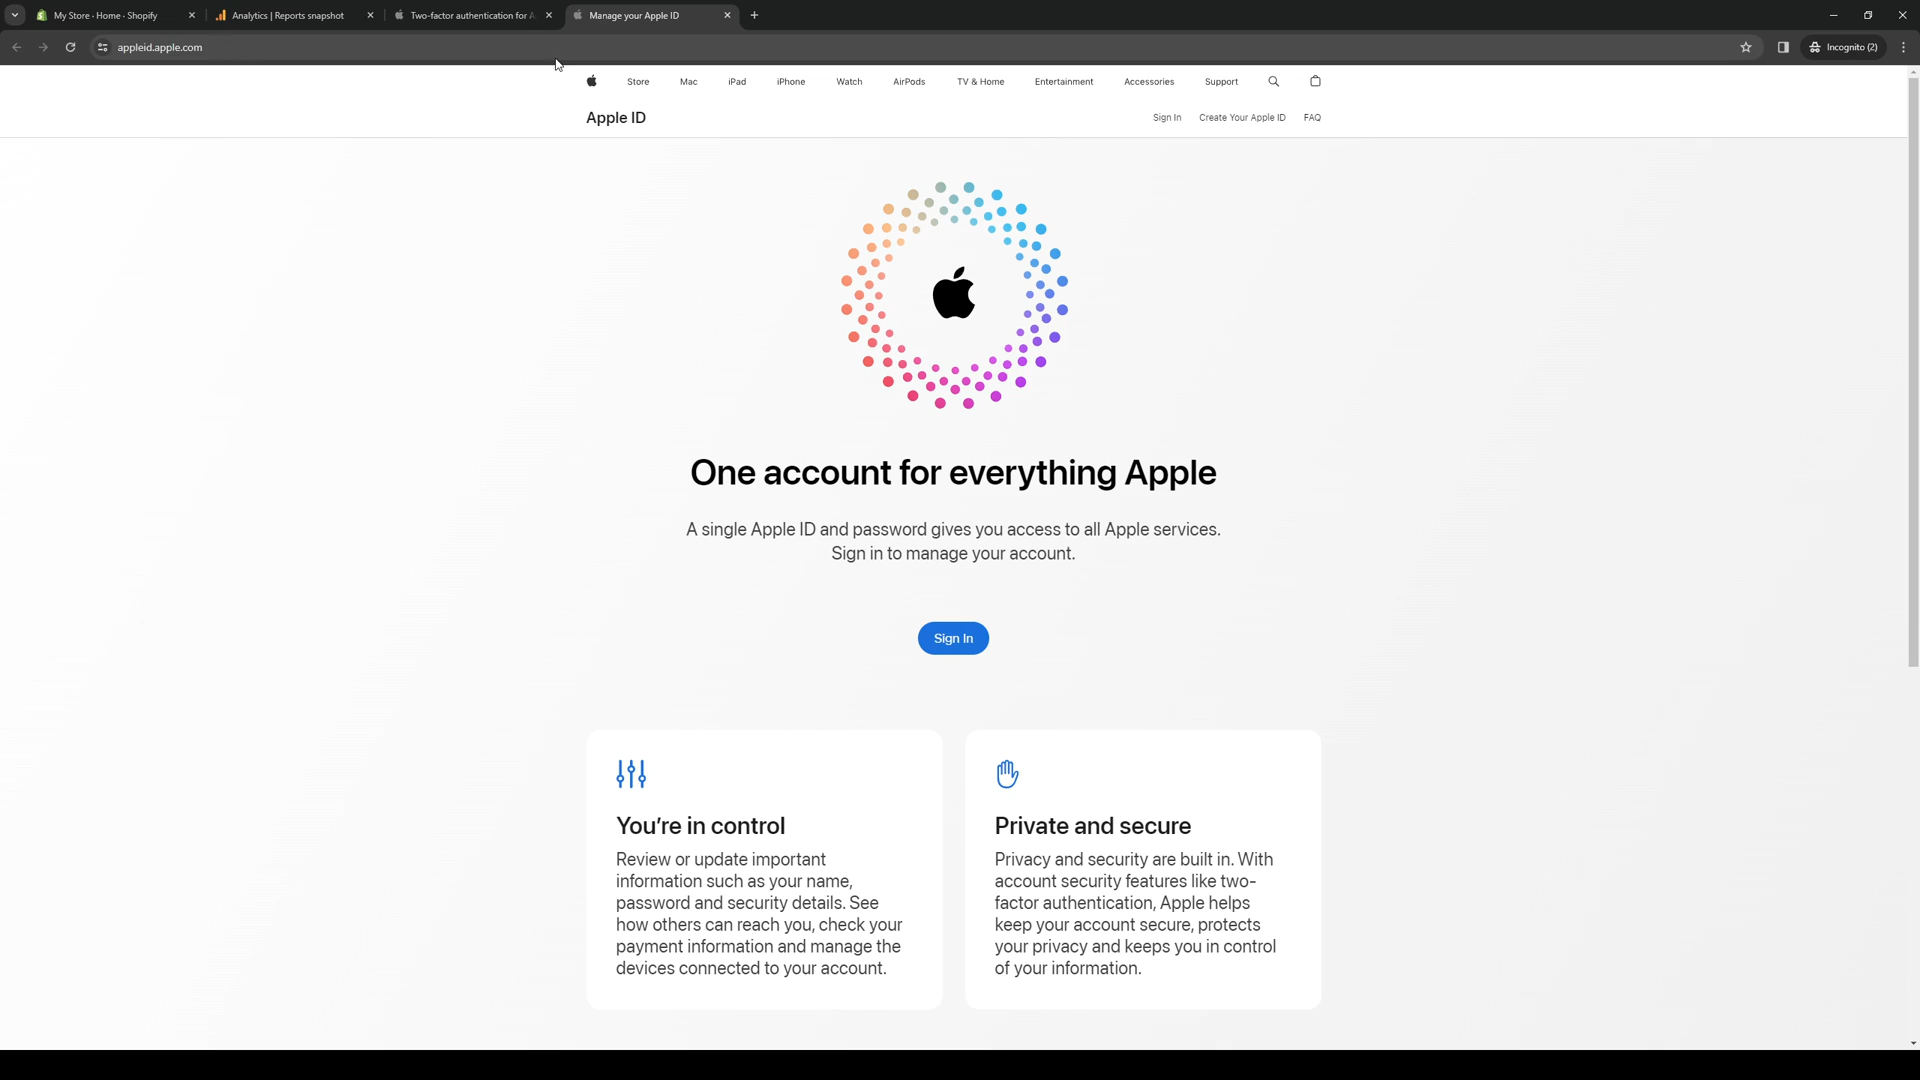 My Store · Home · Shopify
Analytics | Reports snapshot
Two-factor authentication for A
Manage your Apple ID
appleid.apple.com
Incognito (2)
Store
Mac
iPad
iPhone
Watch
AirPods
TV & Home
Entertainment
Accessories
Support
Apple ID
Sign In
Create Your Apple ID
FAQ
One account for everything Apple
A single Apple ID and password gives you access to all Apple services.
Sign in to manage your account.
Sign In
You’re in control
Review or update important
information such as your name,
password and security details. See
how others can reach you, check your
payment information and manage the
devices connected to your account.
Private and secure
Privacy and security are built in. With
account security features like two-
factor authentication, Apple helps
keep your account secure, protects
your privacy and keeps you in control
of your information.